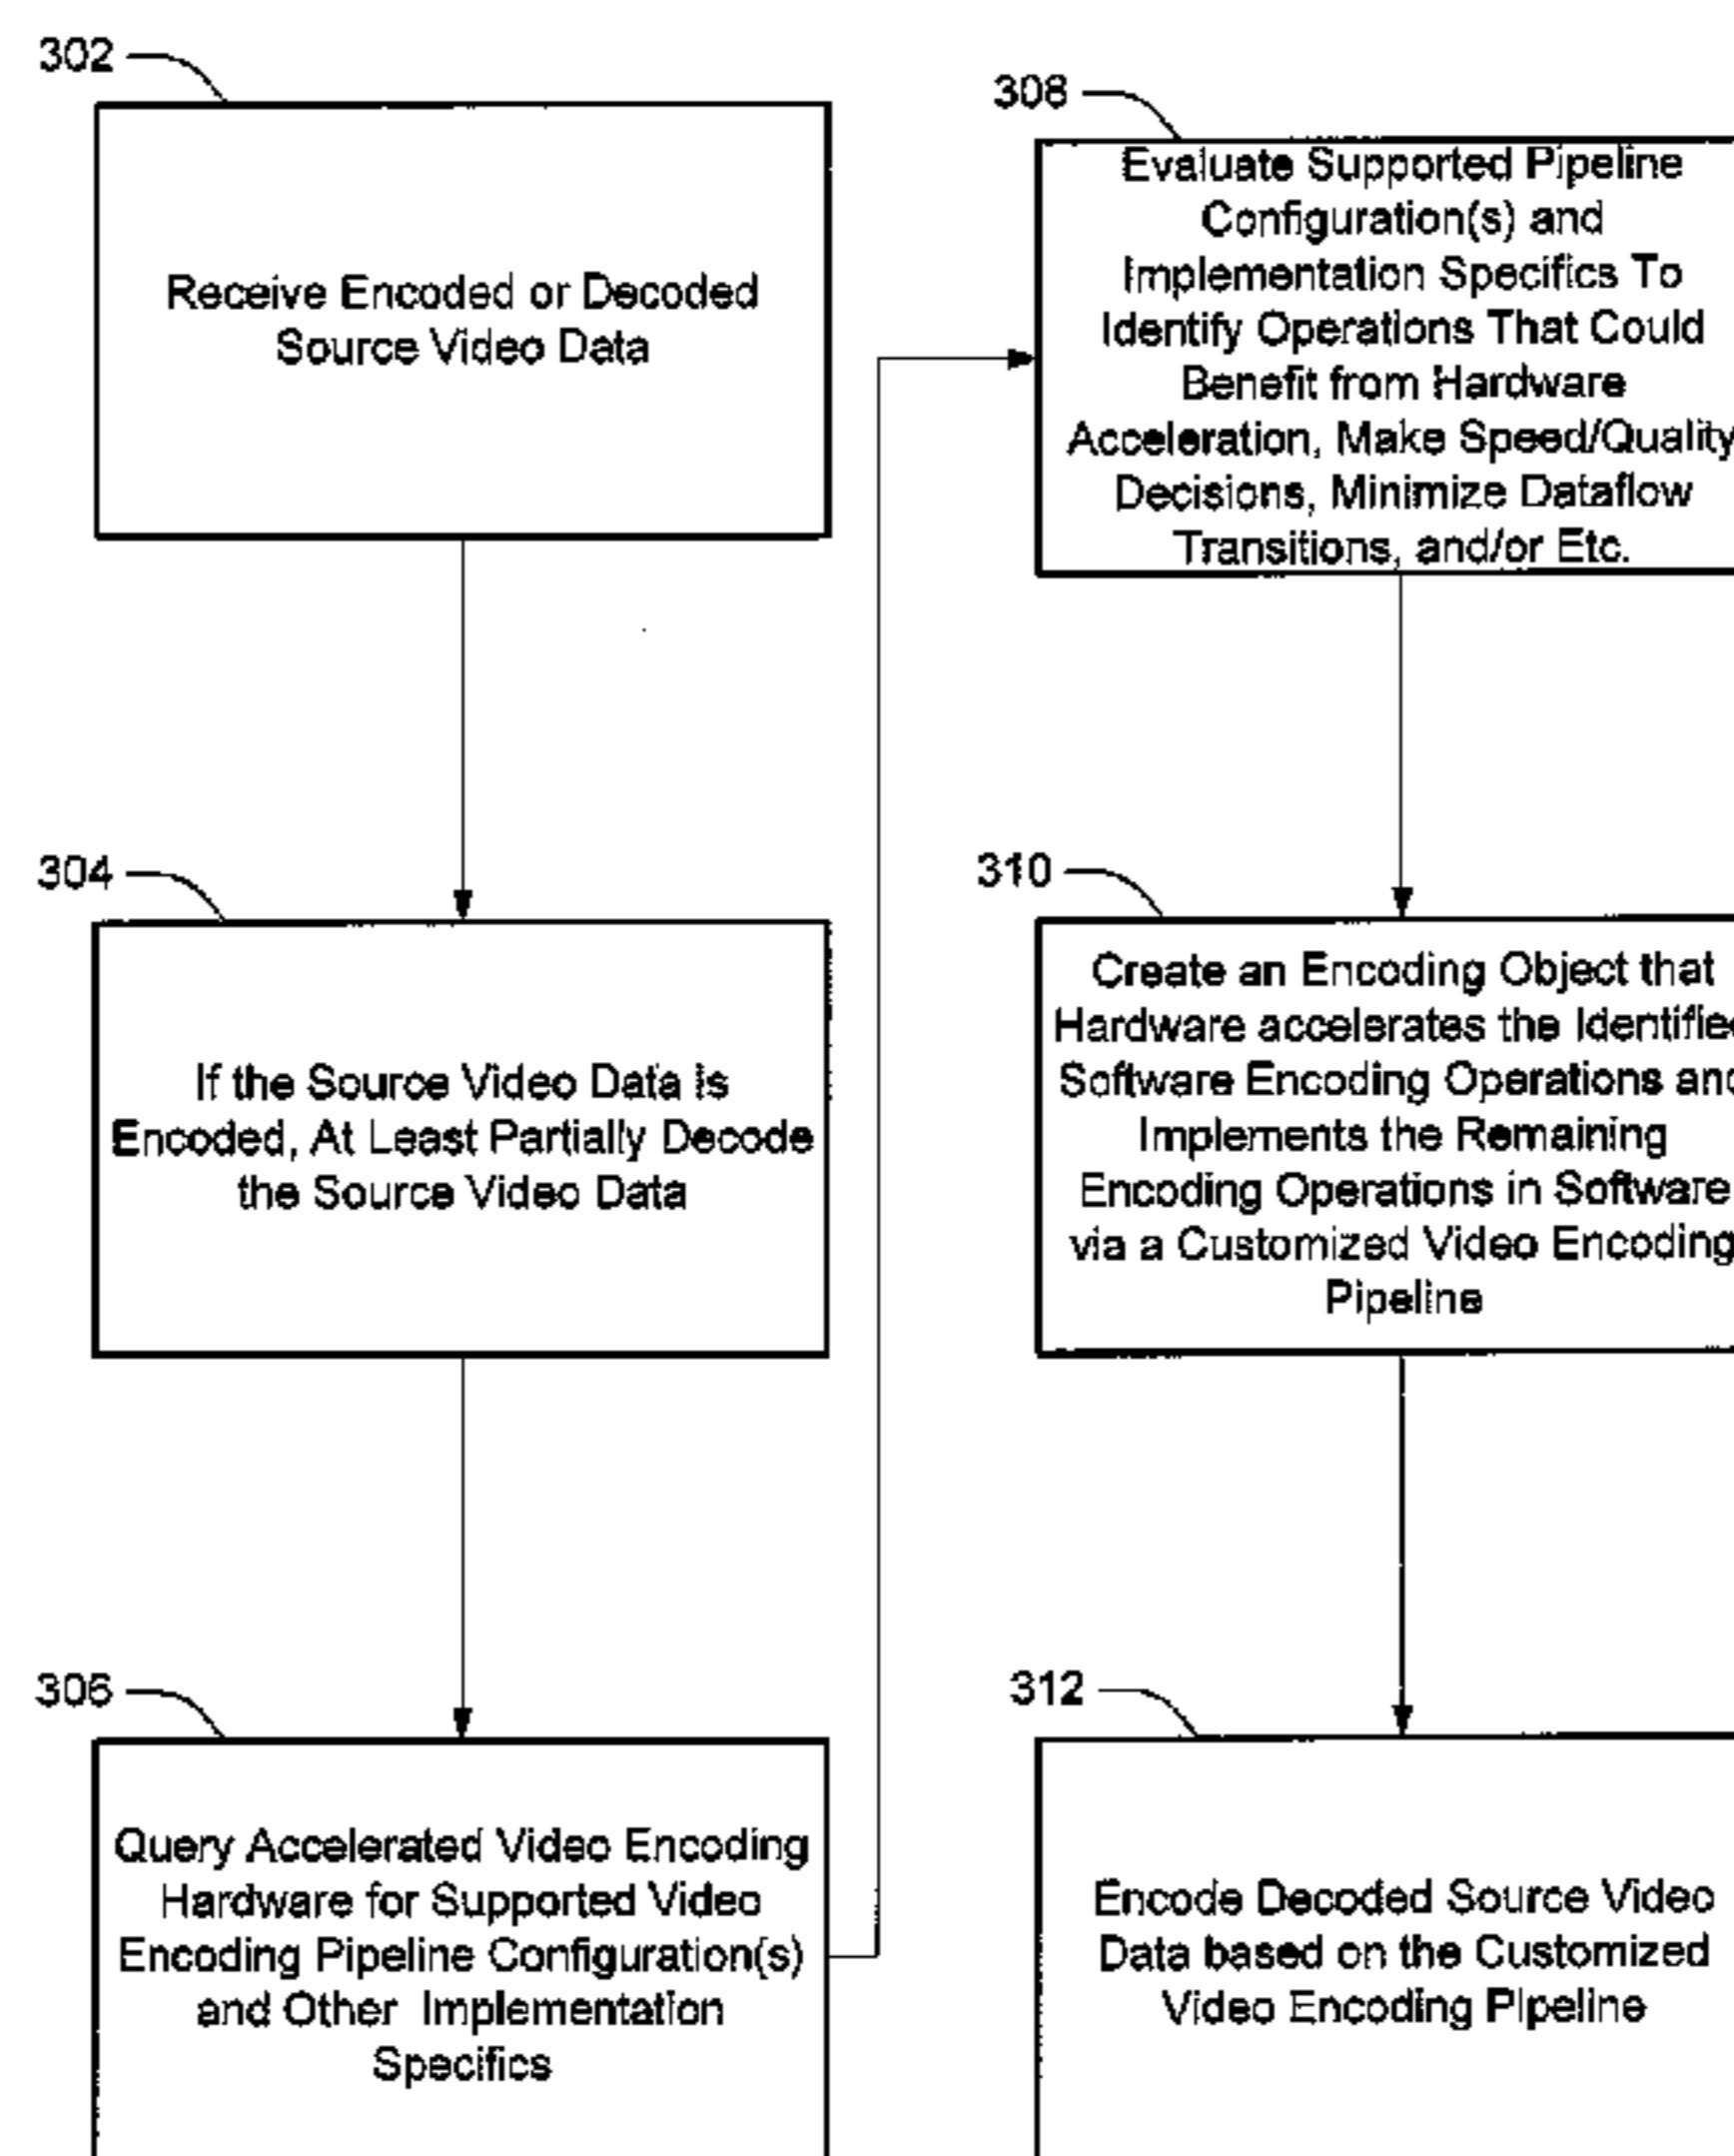 302
Receive Encoded or Decoded
Source Video Data
304
If the Source Video Data is
Encoded, At Least Partially Decode
the Source Video Data
306
Query Accelerated Video Encoding
Hardware for Supported Video
Encoding Pipeline Configuration(s)
and Other Implementation
Specifics
308
Evaluate Supported Pipeline
Configuration(s) and
Implementation Specifics To
Identify Operations That Could
Benefit from Hardware
Acceleration, Make Speed/Quality
Decisions, Minimize Dataflow
Transitions, and/or Etc.
310
Create an Encoding Object that
Hardware accelerates the Identified
Software Encoding Operations and
Implements the Remaining
Encoding Operations in Software
via a Customized Video Encoding
Pipeline
312
Encode Decoded Source Video
Data based on the Customized
Video Encoding Pipeline